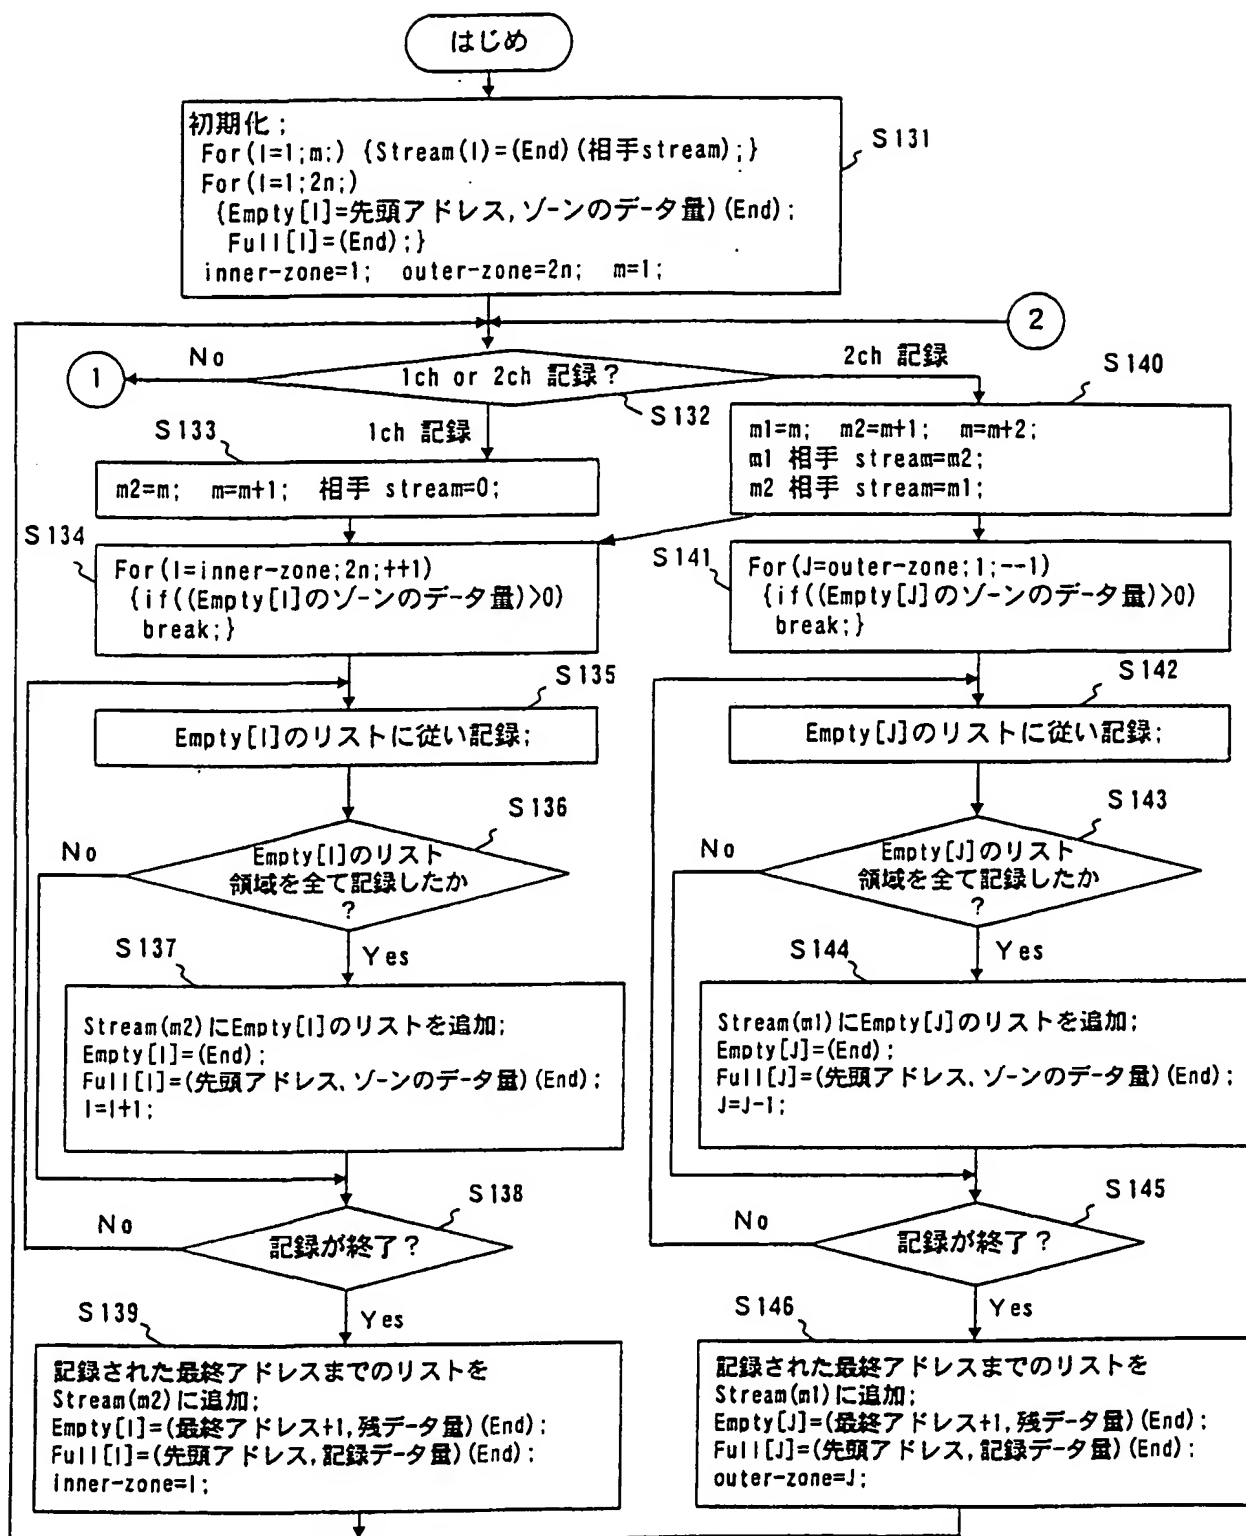 はじめ
初期化;
For(I=1;m;) {Stream(I)=(End)(相手stream);}
For(I=1;2n;)
{Empty[I]=先頭アドレス,ゾーンのデータ量)(End);
Full[I]=(End);}
inner-zone=1; outer-zone=2n; m=1;
S131
2
No
1
1ch or 2ch 記録?
S132
2ch 記録
S140
S133
1ch 記録
m2=m; m=m+1; 相手 stream=0;
m1=m; m2=m+1; m=m+2;
m1 相手 stream=m2;
m2 相手 stream=m1;
S134
For(I=inner-zone;2n;++1)
{if((Empty[I]のゾーンのデータ量)>0)
break;}
S141
For(J=outer-zone;1;--1)
{if((Empty[J]のゾーンのデータ量)>0)
break;}
S135
Empty[I]のリストに従い記録;
S142
Empty[J]のリストに従い記録;
S136
No
Empty[I]のリスト
領域を全て記録したか
?
Yes
S143
No
Empty[J]のリスト
領域を全て記録したか
?
Yes
S137
Stream(m2)にEmpty[I]のリストを追加;
Empty[I]=(End);
Full[I]=(先頭アドレス,ゾーンのデータ量)(End);
I=I+1;
S144
Stream(m1)にEmpty[J]のリストを追加;
Empty[J]=(End);
Full[J]=(先頭アドレス,ゾーンのデータ量)(End);
J=J-1;
S138
No
記録が終了?
Yes
S145
No
記録が終了?
Yes
S139
記録された最終アドレスまでのリストを
Stream(m2)に追加;
Empty[I]=(最終アドレス+1,残データ量)(End);
Full[I]=(先頭アドレス,記録データ量)(End);
inner-zone=I;
S146
記録された最終アドレスまでのリストを
Stream(m1)に追加;
Empty[J]=(最終アドレス+1,残データ量)(End);
Full[J]=(先頭アドレス,記録データ量)(End);
outer-zone=J;